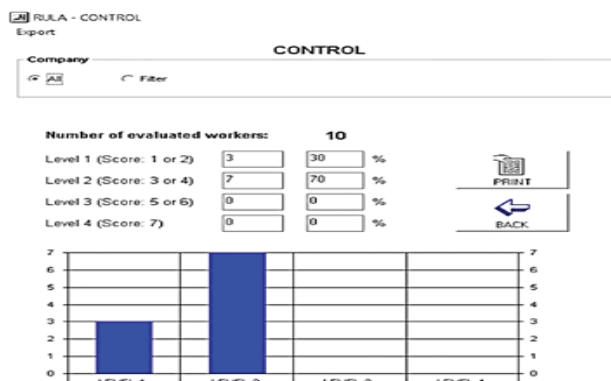 RULA - CONTROL
Export
CONTROL
Company
All Filter
Number of evaluated workers: 10
Level 1 (Score: 1 or 2) 3 30 %
Level 2 (Score: 3 or 4) 7 70 %
Level 3 (Score: 5 or 6) 0 0 %
Level 4 (Score: 7) 0 0 %
PRINT
BACK
7 7
6 6
5 5
4 4
3 3
2 2
1 1
0 0